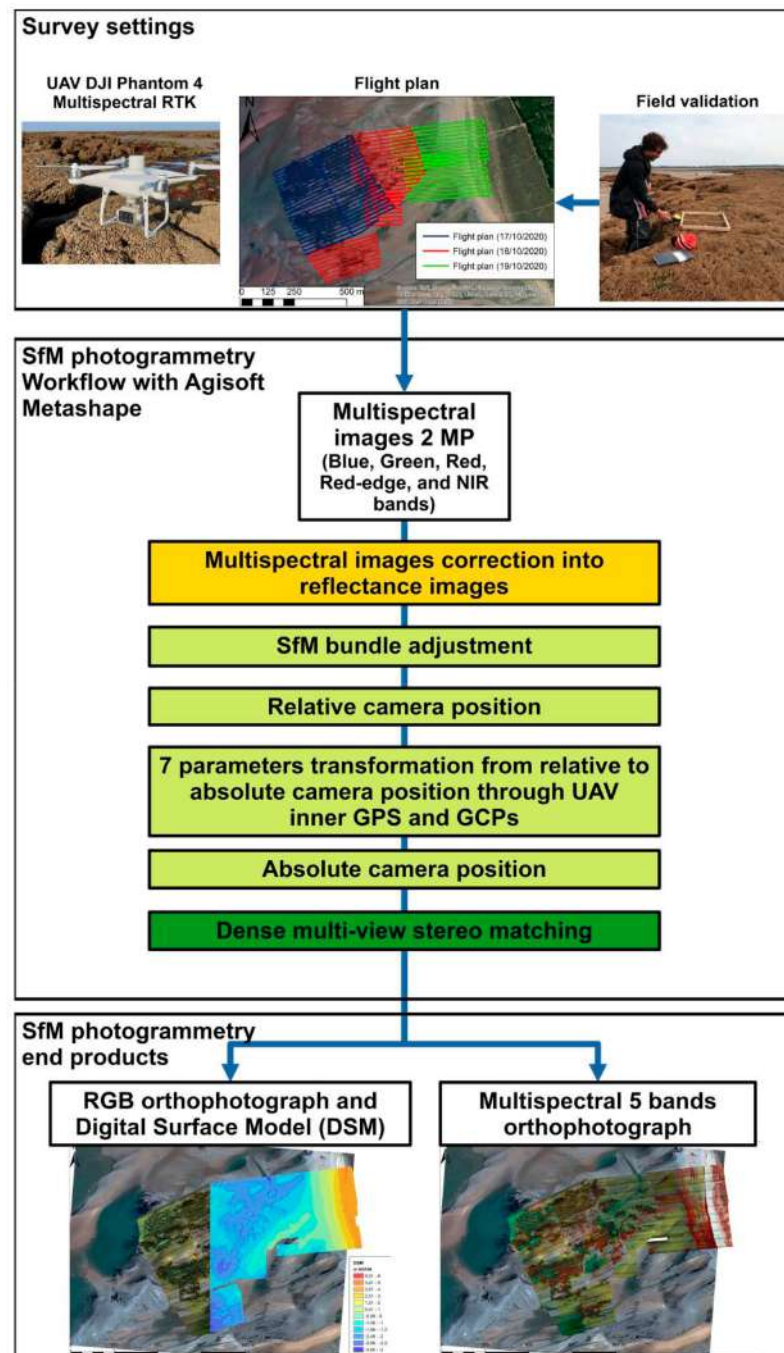 Survey settings
UAV DJI Phantom 4
Multispectral RTK
Flight plan
Field validation
N
Flight plan (17/10/2020)
Flight plan (18/10/2020)
Flight plan (19/10/2020)
0 125 250 500 m
SfM photogrammetry
Workflow with Agisoft
Metashape
Multispectral
images 2 MP
(Blue, Green, Red,
Red-edge, and NIR
bands)
Multispectral images correction into
reflectance images
SfM bundle adjustment
Relative camera position
7 parameters transformation from relative to
absolute camera position through UAV
inner GPS and GCPs
Absolute camera position
Dense multi-view stereo matching
SfM photogrammetry
end products
RGB orthophotograph and
Digital Surface Model (DSM)
Multispectral 5 bands
orthophotograph
DSM